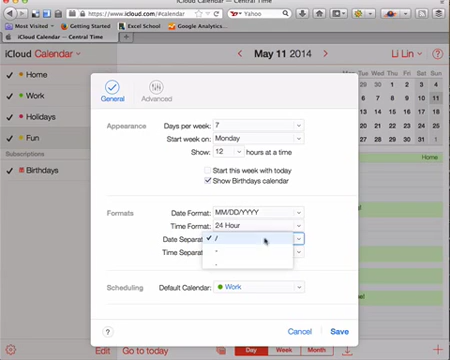 iCloud Calendar — Central Time
www.icloud.com/#calendar
Yahoo
Most Visited
Getting Started
Excel School
Google Analytics...
iCloud Calendar — Central Time
iCloud Calendar
May 11 2014
Li Lin
?
Home
Work
Holidays
Fun
Subscriptions
Birthdays
General
Advanced
Appearance
Days per week: 7
Start week on: Monday
Show: 12 hours at a time
Start this week with today
Show Birthdays calendar
Formats
Date Format: MM/DD/YYYY
Time Format: 24 Hour
Date Separat
/
-
.
Time Separat
Scheduling
Default Calendar: Work
?
Cancel
Save
Home
Edit
Go to today
Day
Week
Month